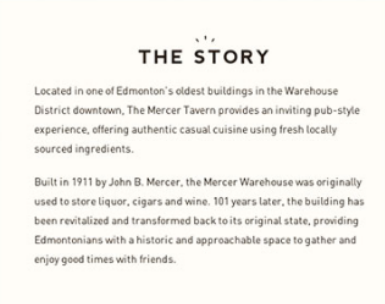 THE STORY
Located in one of Edmonton's oldest buildings in the Warehouse
District downtown, The Mercer Tavern provides an inviting pub-style
experience, offering authentic casual cuisine using fresh locally
sourced ingredients.
Built in 1911 by John B. Mercer, the Mercer Warehouse was originally
used to store liquor, cigars and wine. 101 years later, the building has
been revitalized and transformed back to its original state, providing
Edmontonians with a historic and approachable space to gather and
enjoy good times with friends.